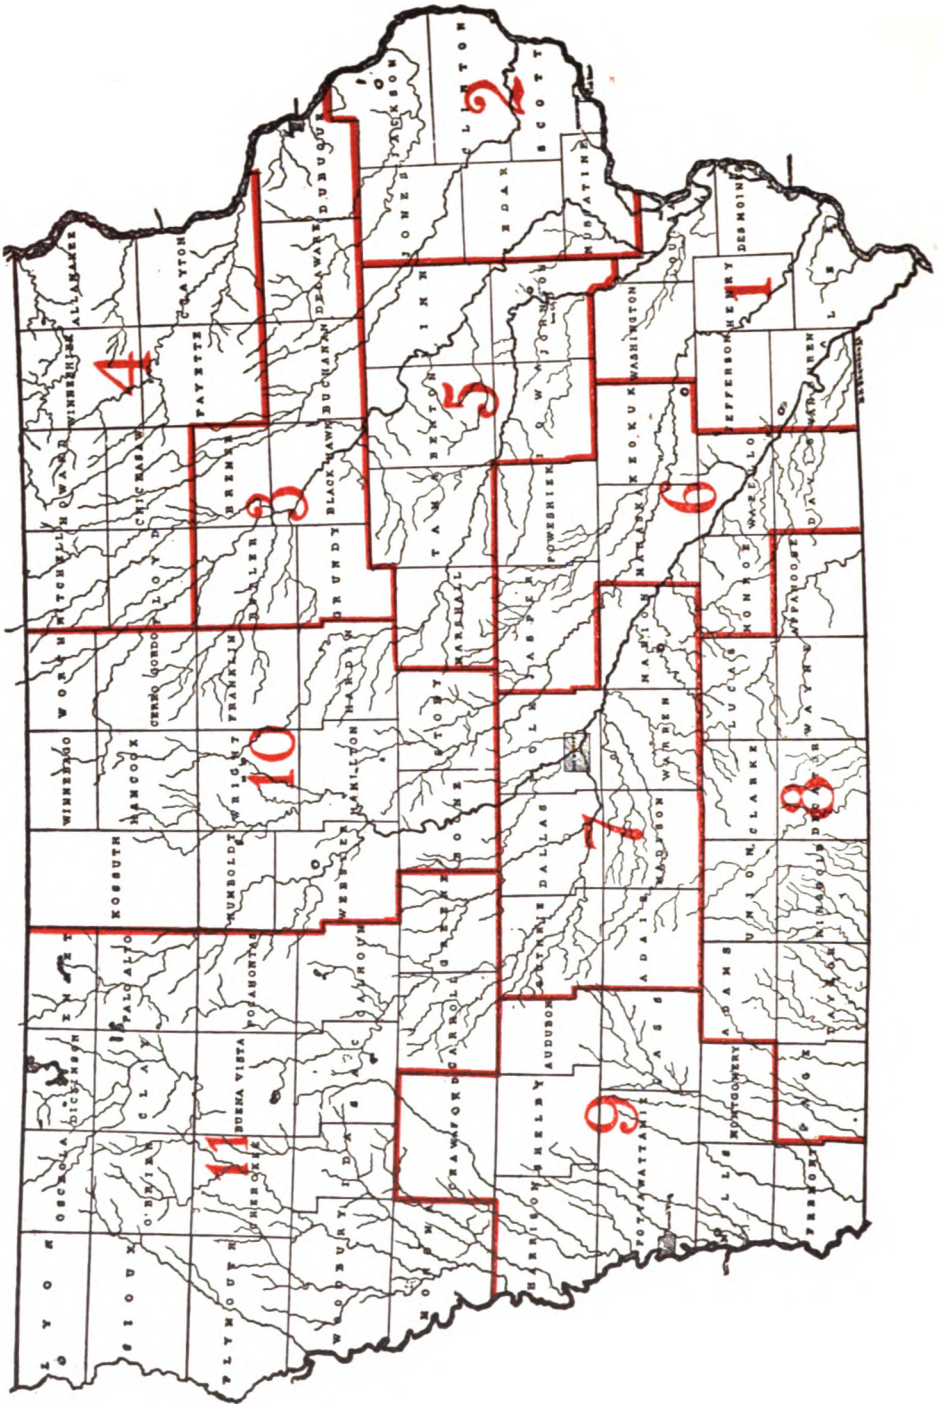 LYON
OSCEOLA
DICKINSON
EMMET
KOSSUTH
WINNEBAGO
WORTH
MITCHELL
HOWARD
WINNESHIEK
ALLAMAKEE
SIOUX
O'BRIEN
CLAY
PALO ALTO
HANCOCK
CERRO GORDO
FLOYD
CHICKASAW
4
CLAYTON
FAYETTE
PLYMOUTH
CHEROKEE
11
BUENA VISTA
POCAHONTAS
HUMBOLDT
WRIGHT
10
FRANKLIN
BUTLER
3
BREMER
WOODBURY
IDA
SAC
CALHOUN
WEBSTER
HAMILTON
HARDIN
GRUNDY
BLACK HAWK
BUCHANAN
DELAWARE
DUBUQUE
MONONA
CRAWFORD
CARROLL
GREENE
BOONE
STORY
MARSHALL
TAMA
BENTON
5
LINN
JONES
JACKSON
CLINTON
2
HARRISON
SHELBY
AUDUBON
GUTHRIE
DALLAS
POLK
JASPER
POWESHIEK
IOWA
JOHNSON
CEDAR
SCOTT
MUSCATINE
POTTAWATTAMIE
9
CASS
ADAIR
MADISON
7
WARREN
MARION
MAHASKA
KEOKUK
WASHINGTON
LOUISA
MILLS
MONTGOMERY
ADAMS
UNION
CLARKE
LUCAS
MONROE
WAPELLO
6
JEFFERSON
HENRY
1
DESMOINES
FREMONT
PAGE
TAYLOR
RINGGOLD
DECATUR
8
WAYNE
APPANOOSE
DAVIS
VAN BUREN
LEE